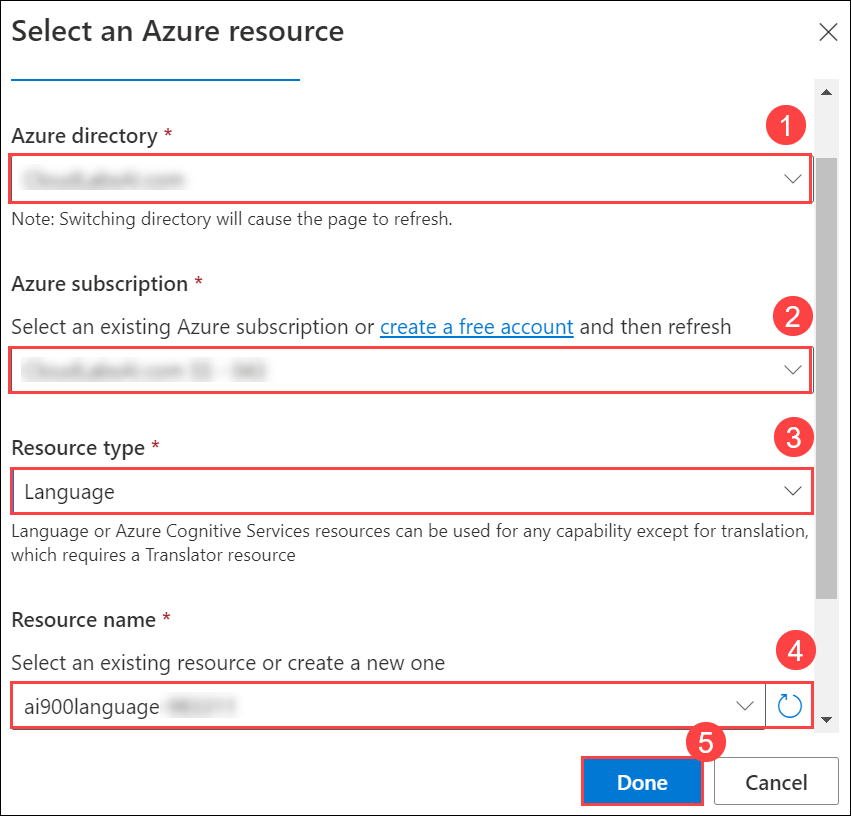 Select an Azure resource
Azure directory *
1
Note: Switching directory will cause the page to refresh.
Azure subscription *
Select an existing Azure subscription or create a free account and then refresh
2
Resource type *
3
Language
Language or Azure Cognitive Services resources can be used for any capability except for translation,
which requires a Translator resource
Resource name *
Select an existing resource or create a new one
4
ai900language
5
Done
Cancel